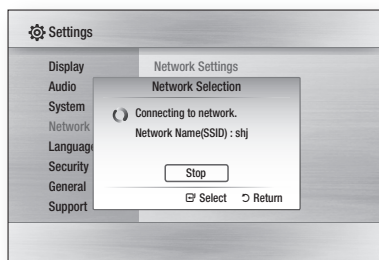 Settings
Display
Audio
System
Network
Language
Security
General
Support
Network Settings
Network Selection
Connecting to network.
Network Name(SSID) : shj
Stop
Select Return